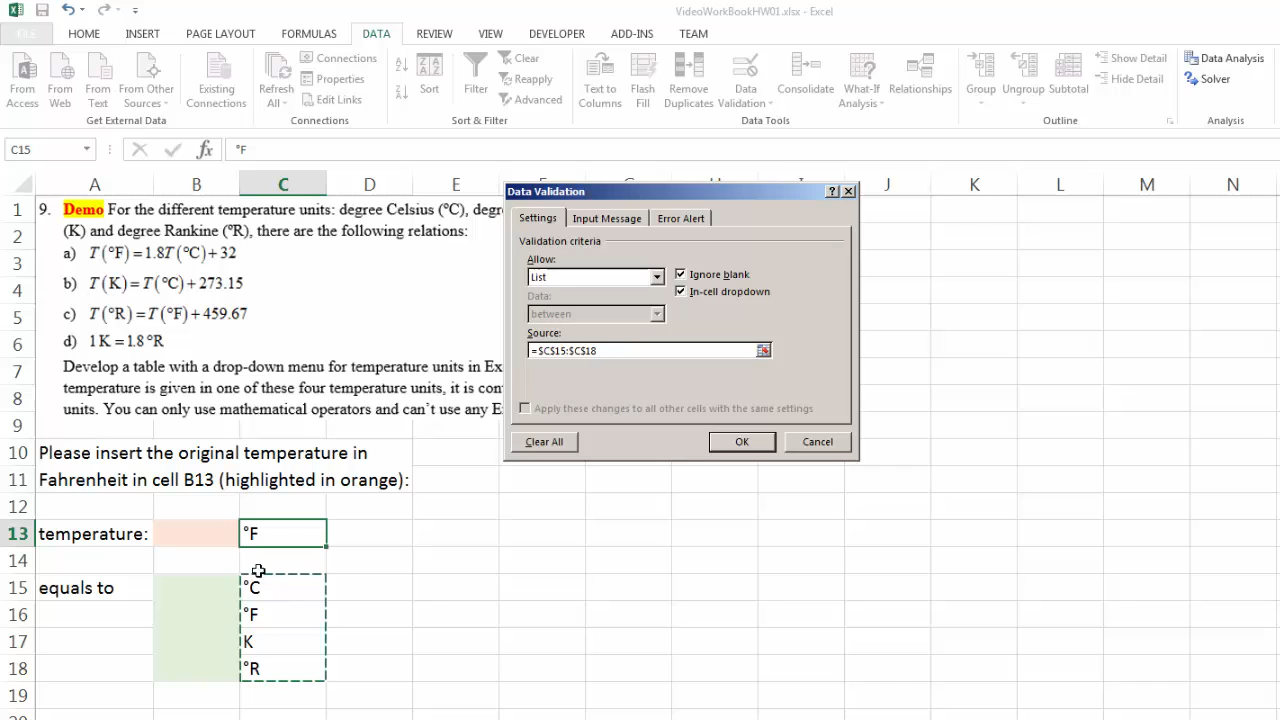 VideoWorkBookHW01.xlsx - Excel
FILE HOME INSERT PAGE LAYOUT FORMULAS DATA REVIEW VIEW DEVELOPER ADD-INS TEAM
From Access
From Web
From Text
From Other Sources
Existing Connections
Get External Data
Refresh All
Connections
Properties
Edit Links
Connections
Sort
Filter
Clear
Reapply
Advanced
Sort & Filter
Text to Columns
Flash Fill
Remove Duplicates
Data Validation
Consolidate
What-If Analysis
Relationships
Data Tools
Group
Ungroup
Subtotal
Show Detail
Hide Detail
Outline
Data Analysis
Solver
Analysis
C15 fx °F
A B C D E J K L M N
1 9. Demo For the different temperature units: degree Celsius (°C), degr
2 (K) and degree Rankine (°R), there are the following relations:
3 a) T(°F)=1.8T(°C)+32
4 b) T(K)=T(°C)+273.15
5 c) T(°R)=T(°F)+459.67
6 d) 1 K = 1.8 °R
7 Develop a table with a drop-down menu for temperature units in Ex
8 temperature is given in one of these four temperature units, it is con
9 units. You can only use mathematical operators and can't use any E
10 Please insert the original temperature in
11 Fahrenheit in cell B13 (highlighted in orange):
12
13 temperature: °F
14
15 equals to °C
16 °F
17 K
18 °R
19
20
Data Validation
Settings Input Message Error Alert
Validation criteria
Allow:
List
Ignore blank
In-cell dropdown
Data:
between
Source:
=$C$15:$C$18
Apply these changes to all other cells with the same settings
Clear All OK Cancel